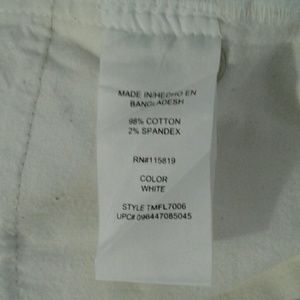 MADE IN/HECHO EN
BANGLADESH
98% COTTON
2% SPANDEX
RN#115819
COLOR
WHITE
STYLE TMFL7006
UPC# 096447085045